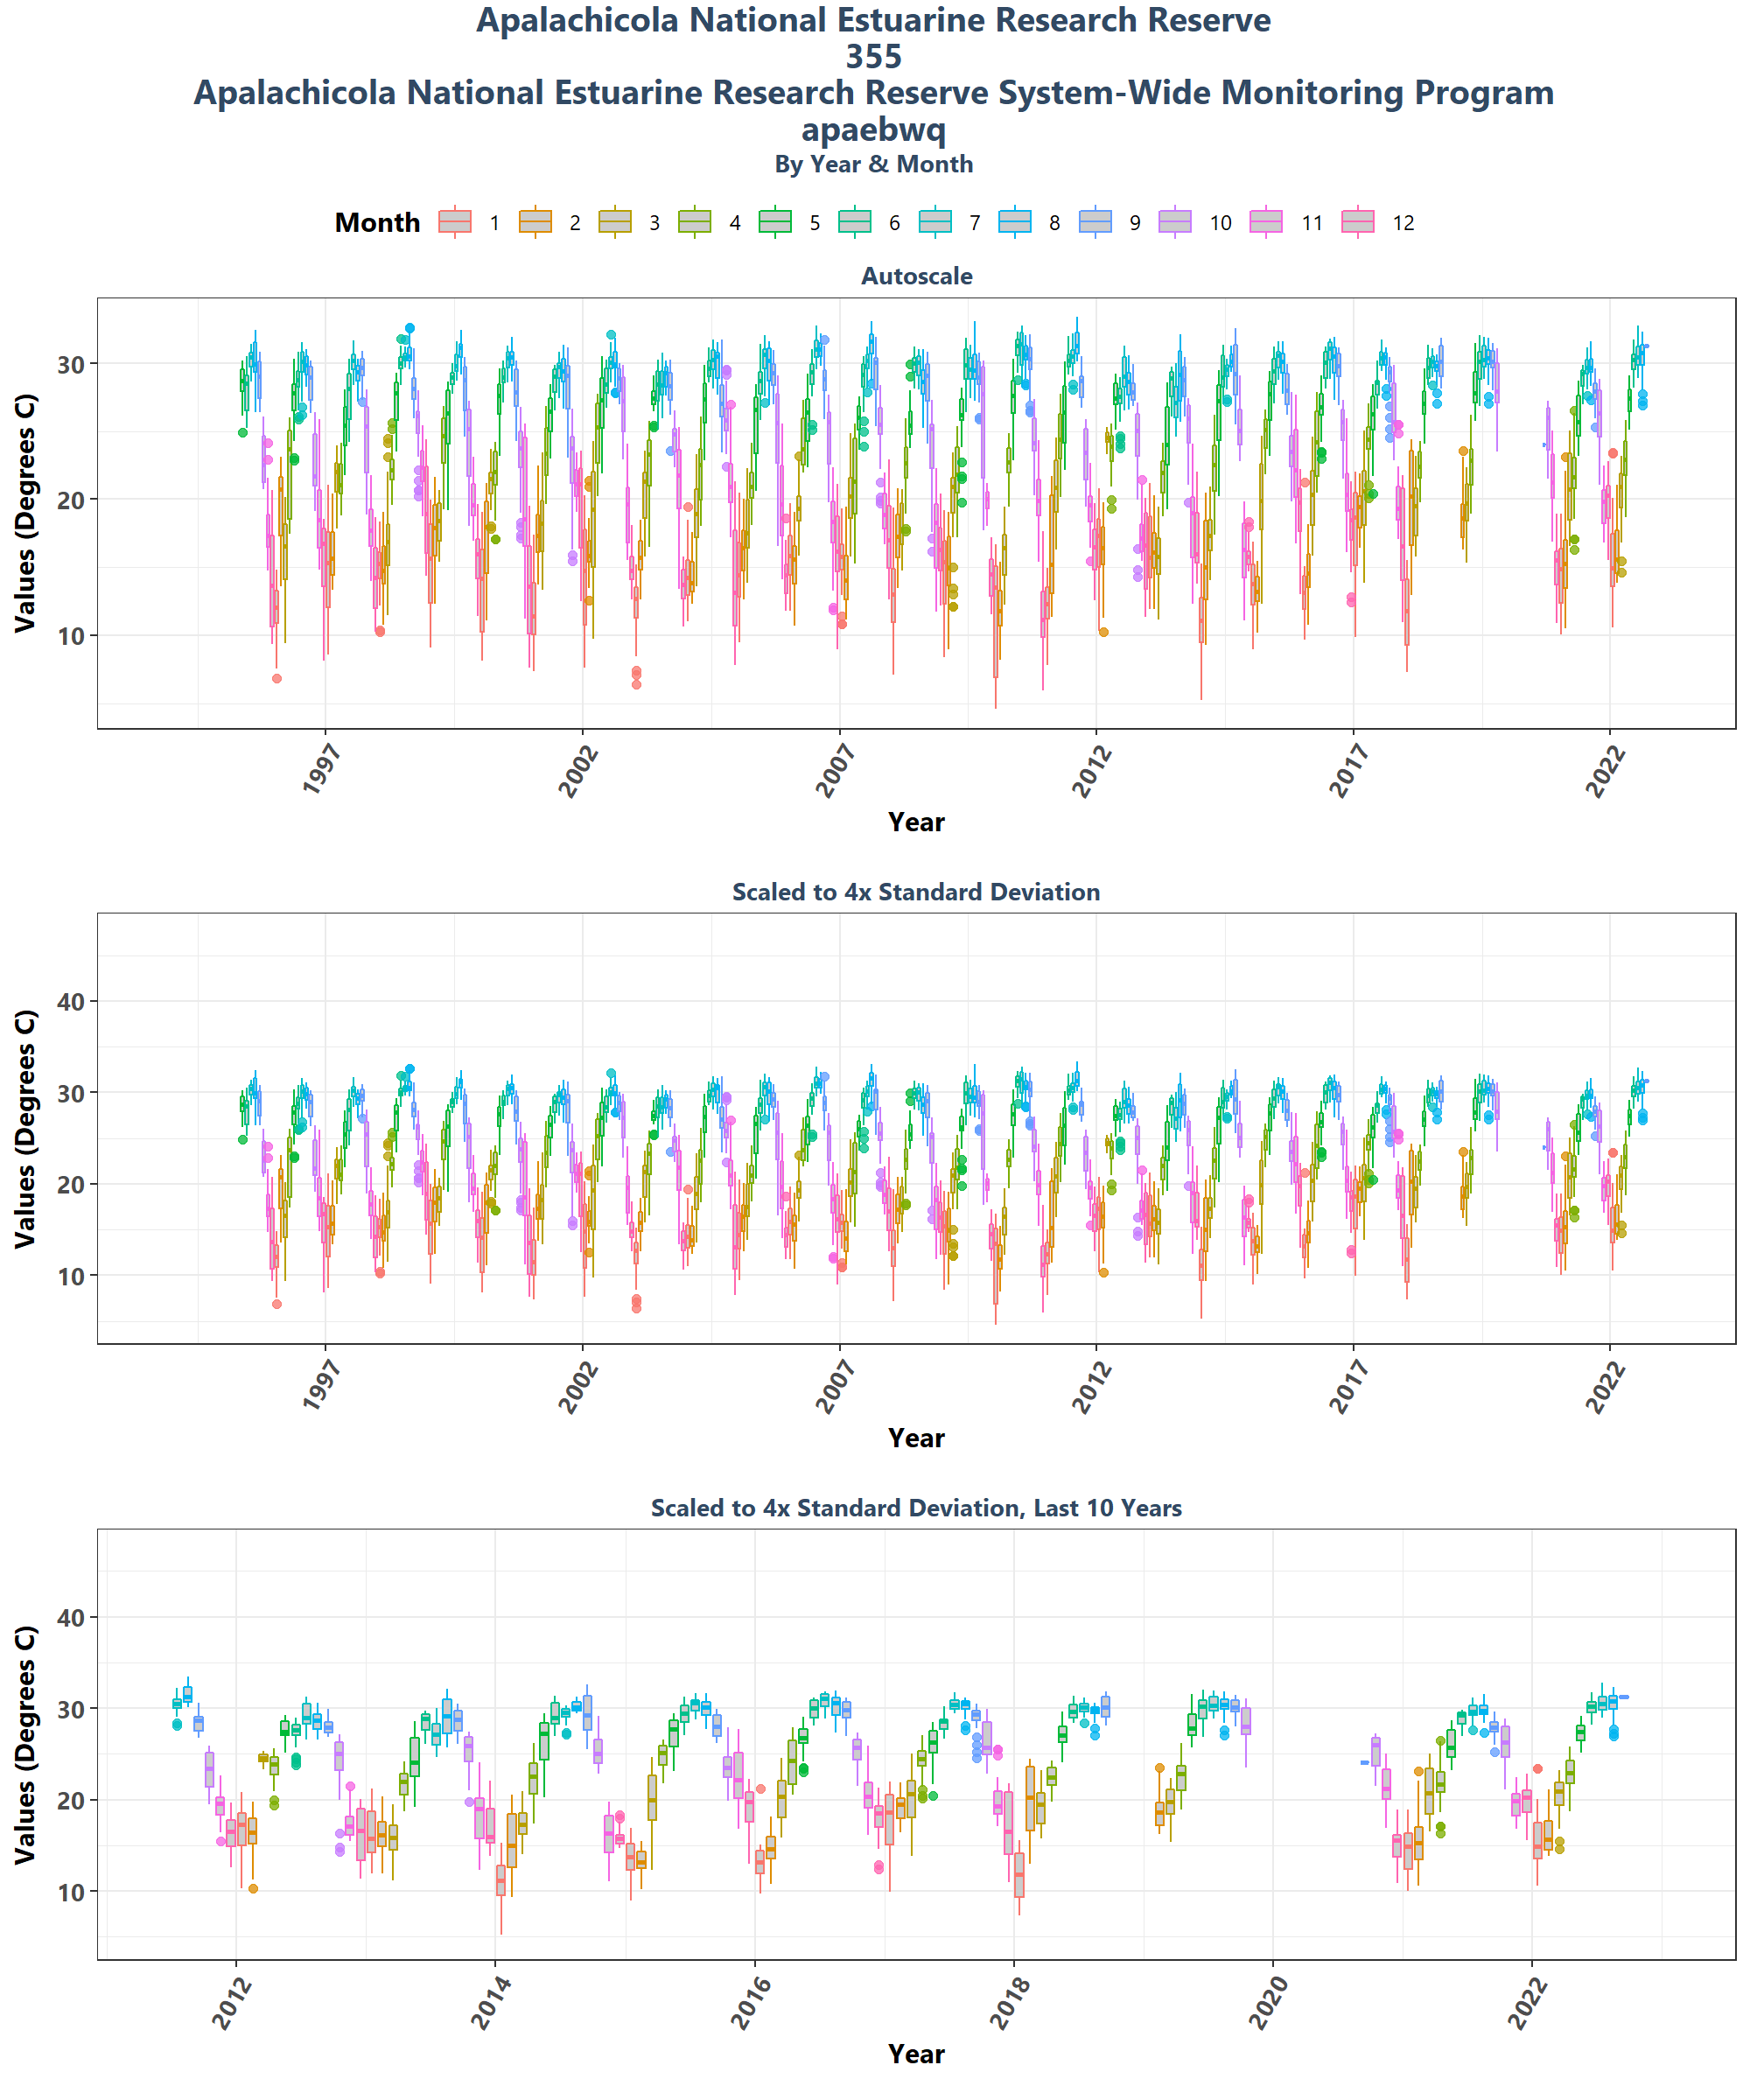 Apalachicola National Estuarine Research Reserve
355
Apalachicola National Estuarine Research Reserve System-Wide Monitoring Program
apaebwq
By Year & Month
Month 1 2 3 4 5 6 7 8 9 10 11 12
Autoscale
Values (Degrees C)
30
20
10
1997 2002 2007 2012 2017 2022
Year
Scaled to 4x Standard Deviation
Values (Degrees C)
40
30
20
10
1997 2002 2007 2012 2017 2022
Year
Scaled to 4x Standard Deviation, Last 10 Years
Values (Degrees C)
40
30
20
10
2012 2014 2016 2018 2020 2022
Year